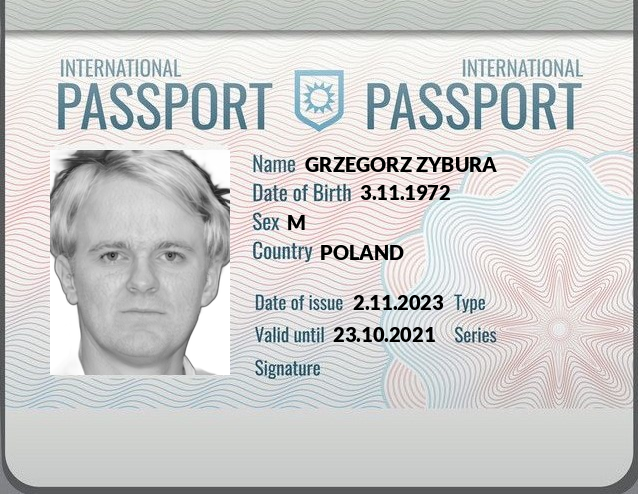 INTERNATIONAL INTERNATIONAL
PASSPORT PASSPORT
Name GRZEGORZ ZYBURA
Date of Birth 3.11.1972
Sex M
Country POLAND
Date of issue 2.11.2023 Type
Valid until 23.10.2021 Series
Signature